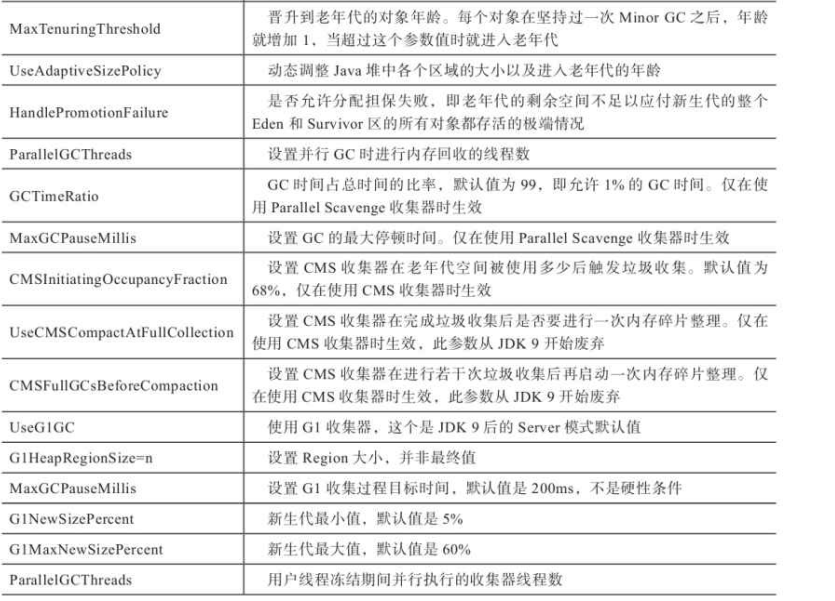 MaxTenuringThreshold
晋升到老年代的对象年龄。每个对象在坚持过一次 Minor GC 之后，年龄
就增加 1，当超过这个参数值时就进入老年代
UseAdaptiveSizePolicy
动态调整 Java 堆中各个区域的大小以及进入老年代的年龄
HandlePromotionFailure
是否允许分配担保失败，即老年代的剩余空间不足以应付新生代的整个
Eden 和 Survivor 区的所有对象都存活的极端情况
ParallelGCThreads
设置并行 GC 时进行内存回收的线程数
GCTimeRatio
GC 时间占总时间的比率，默认值为 99，即允许 1% 的 GC 时间。仅在使
用 Parallel Scavenge 收集器时生效
MaxGCPauseMillis
设置 GC 的最大停顿时间。仅在使用 Parallel Scavenge 收集器时生效
CMSInitiatingOccupancyFraction
设置 CMS 收集器在老年代空间被使用多少后触发垃圾收集。默认值为
68%，仅在使用 CMS 收集器时生效
UseCMSCompactAtFullCollection
设置 CMS 收集器在完成垃圾收集后是否要进行一次内存碎片整理。仅在
使用 CMS 收集器时生效，此参数从 JDK 9 开始废弃
CMSFullGCsBeforeCompaction
设置 CMS 收集器在进行若干次垃圾收集后再启动一次内存碎片整理。仅
在使用 CMS 收集器时生效，此参数从 JDK 9 开始废弃
UseG1GC
使用 G1 收集器，这个是 JDK 9 后的 Server 模式默认值
G1HeapRegionSize=n
设置 Region 大小，并非最终值
MaxGCPauseMillis
设置 G1 收集过程目标时间，默认值是 200ms，不是硬性条件
G1NewSizePercent
新生代最小值，默认值是 5%
G1MaxNewSizePercent
新生代最大值，默认值是 60%
ParallelGCThreads
用户线程冻结期间并行执行的收集器线程数